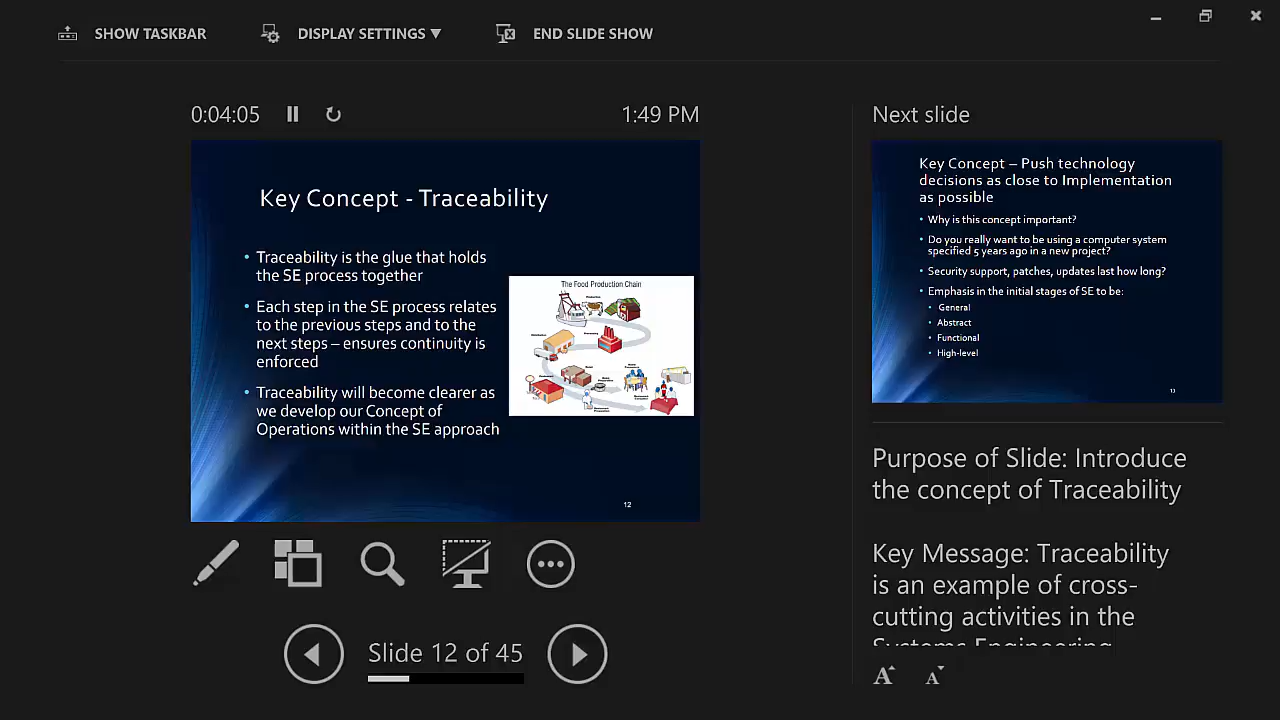 SHOW TASKBAR
DISPLAY SETTINGS ▼
END SLIDE SHOW
0:04:05
1:49 PM
Key Concept - Traceability
• Traceability is the glue that holds
the SE process together
• Each step in the SE process relates
to the previous steps and to the
next steps – ensures continuity is
enforced
• Traceability will become clearer as
we develop our Concept of
Operations within the SE approach
The Food Production Chain
12
Slide 12 of 45
Next slide
Key Concept – Push technology
decisions as close to Implementation
as possible
• Why is this concept important?
• Do you really want to be using a computer system
specified 5 years ago in a new project?
• Security support, patches, updates last how long?
• Emphasis in the initial stages of SE to be:
• General
• Abstract
• Functional
• High-level
13
Purpose of Slide: Introduce
the concept of Traceability
Key Message: Traceability
is an example of cross-
cutting activities in the
Systems Engineering
A A